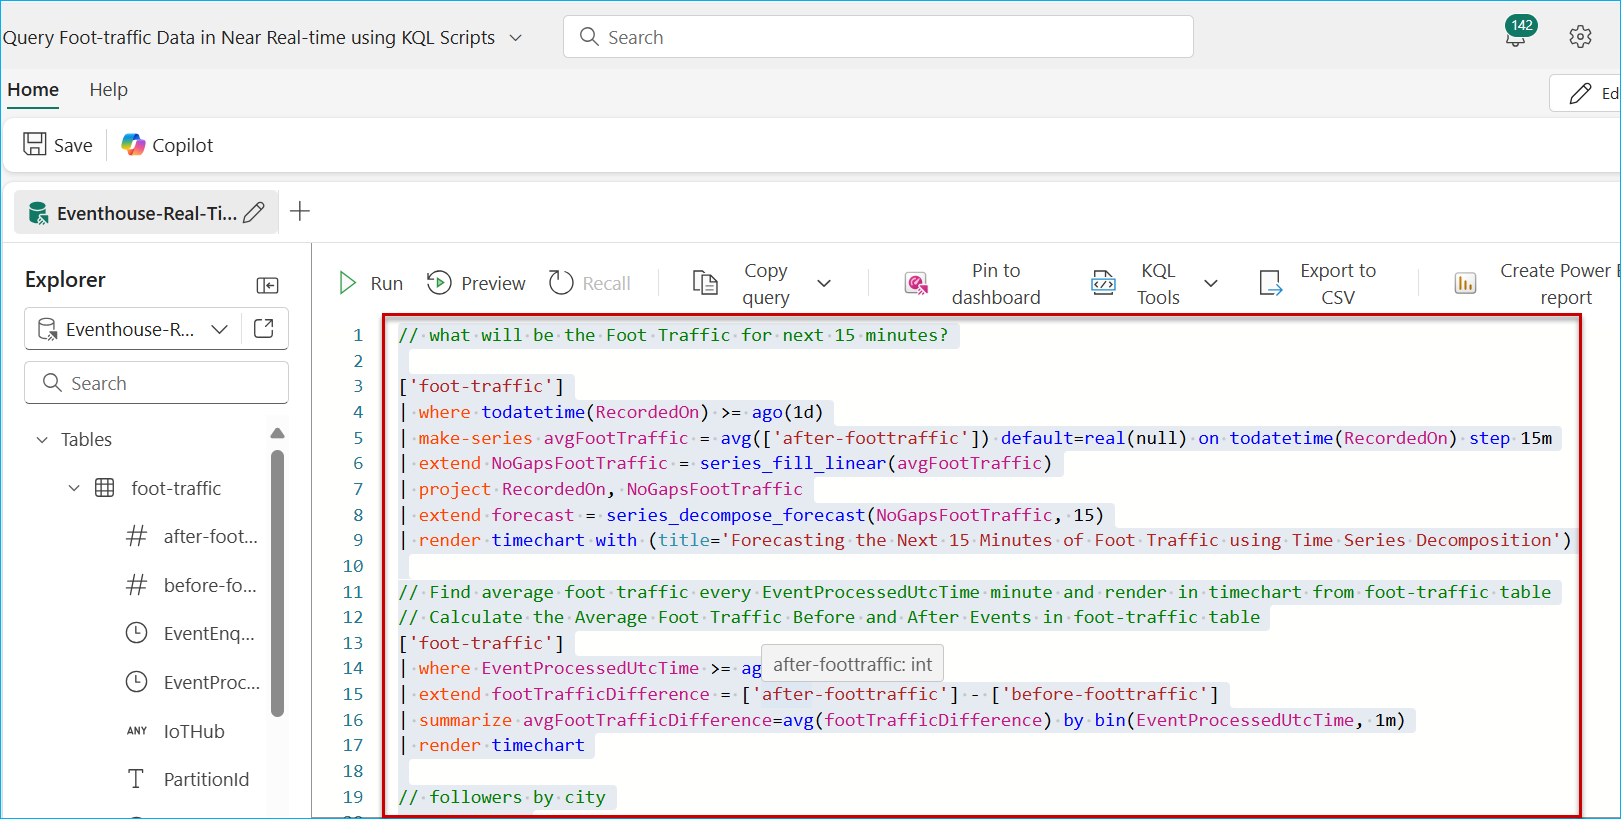 Query Foot-traffic Data in Near Real-time using KQL Scripts
Search
142
Home
Help
Ed
Save
Copilot
Eventhouse-Real-Ti...
Explorer
Eventhouse-R...
Search
Tables
foot-traffic
after-foot...
before-fo...
EventEnq...
EventProc...
ANY IoTHub
PartitionId
Run
Preview
Recall
Copy query
Pin to dashboard
KQL Tools
Export to CSV
Create Power B report
1 // what will be the Foot Traffic for next 15 minutes?
2
3 ['foot-traffic']
4 | where todatetime(RecordedOn) >= ago(1d)
5 | make-series avgFootTraffic = avg(['after-foottraffic']) default=real(null) on todatetime(RecordedOn) step 15m
6 | extend NoGapsFootTraffic = series_fill_linear(avgFootTraffic)
7 | project RecordedOn, NoGapsFootTraffic
8 | extend forecast = series_decompose_forecast(NoGapsFootTraffic, 15)
9 | render timechart with (title='Forecasting the Next 15 Minutes of Foot Traffic using Time Series Decomposition')
10
11 // Find average foot traffic every EventProcessedUtcTime minute and render in timechart from foot-traffic table
12 // Calculate the Average Foot Traffic Before and After Events in foot-traffic table
13 ['foot-traffic']
14 | where EventProcessedUtcTime >= ag
after-foottraffic: int
15 | extend footTrafficDifference = ['after-foottraffic'] - ['before-foottraffic']
16 | summarize avgFootTrafficDifference=avg(footTrafficDifference) by bin(EventProcessedUtcTime, 1m)
17 | render timechart
18
19 // followers by city